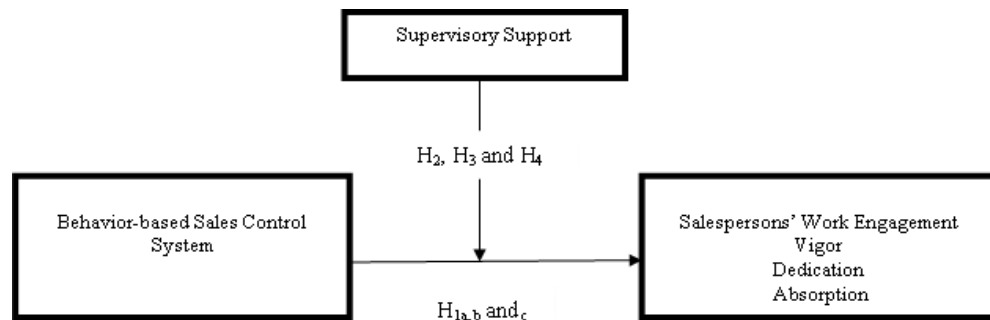 Supervisory Support
H₂, H₃ and H₄
Behavior-based Sales Control
System
Salespersons’ Work Engagement
Vigor
Dedication
Absorption
H₁ₐ,b and꜀